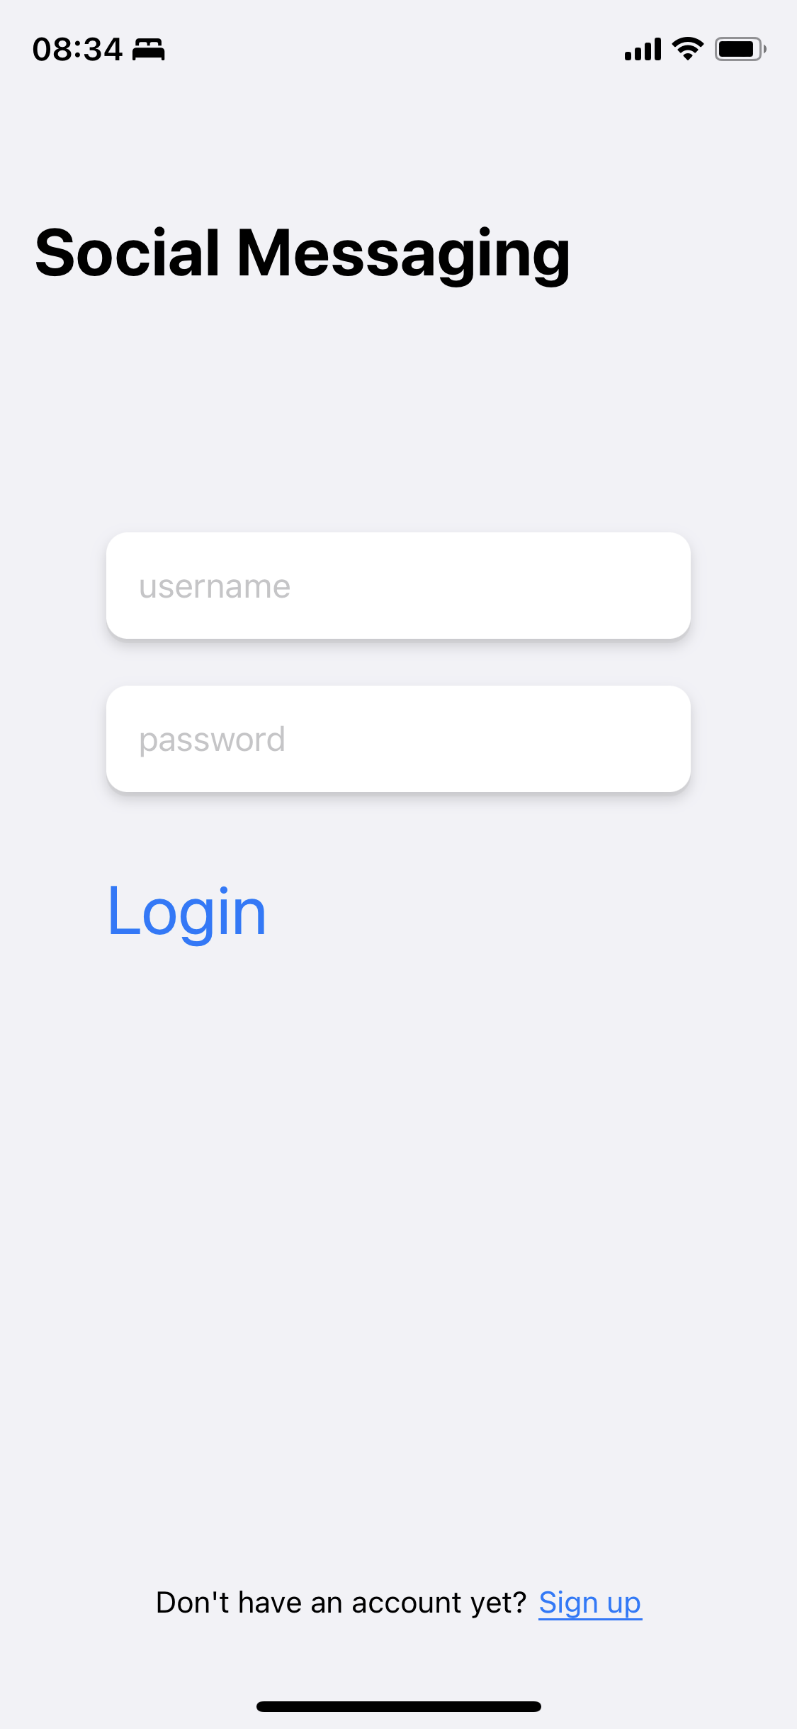 08:34
Social Messaging
username
password
Login
Don't have an account yet? Sign up